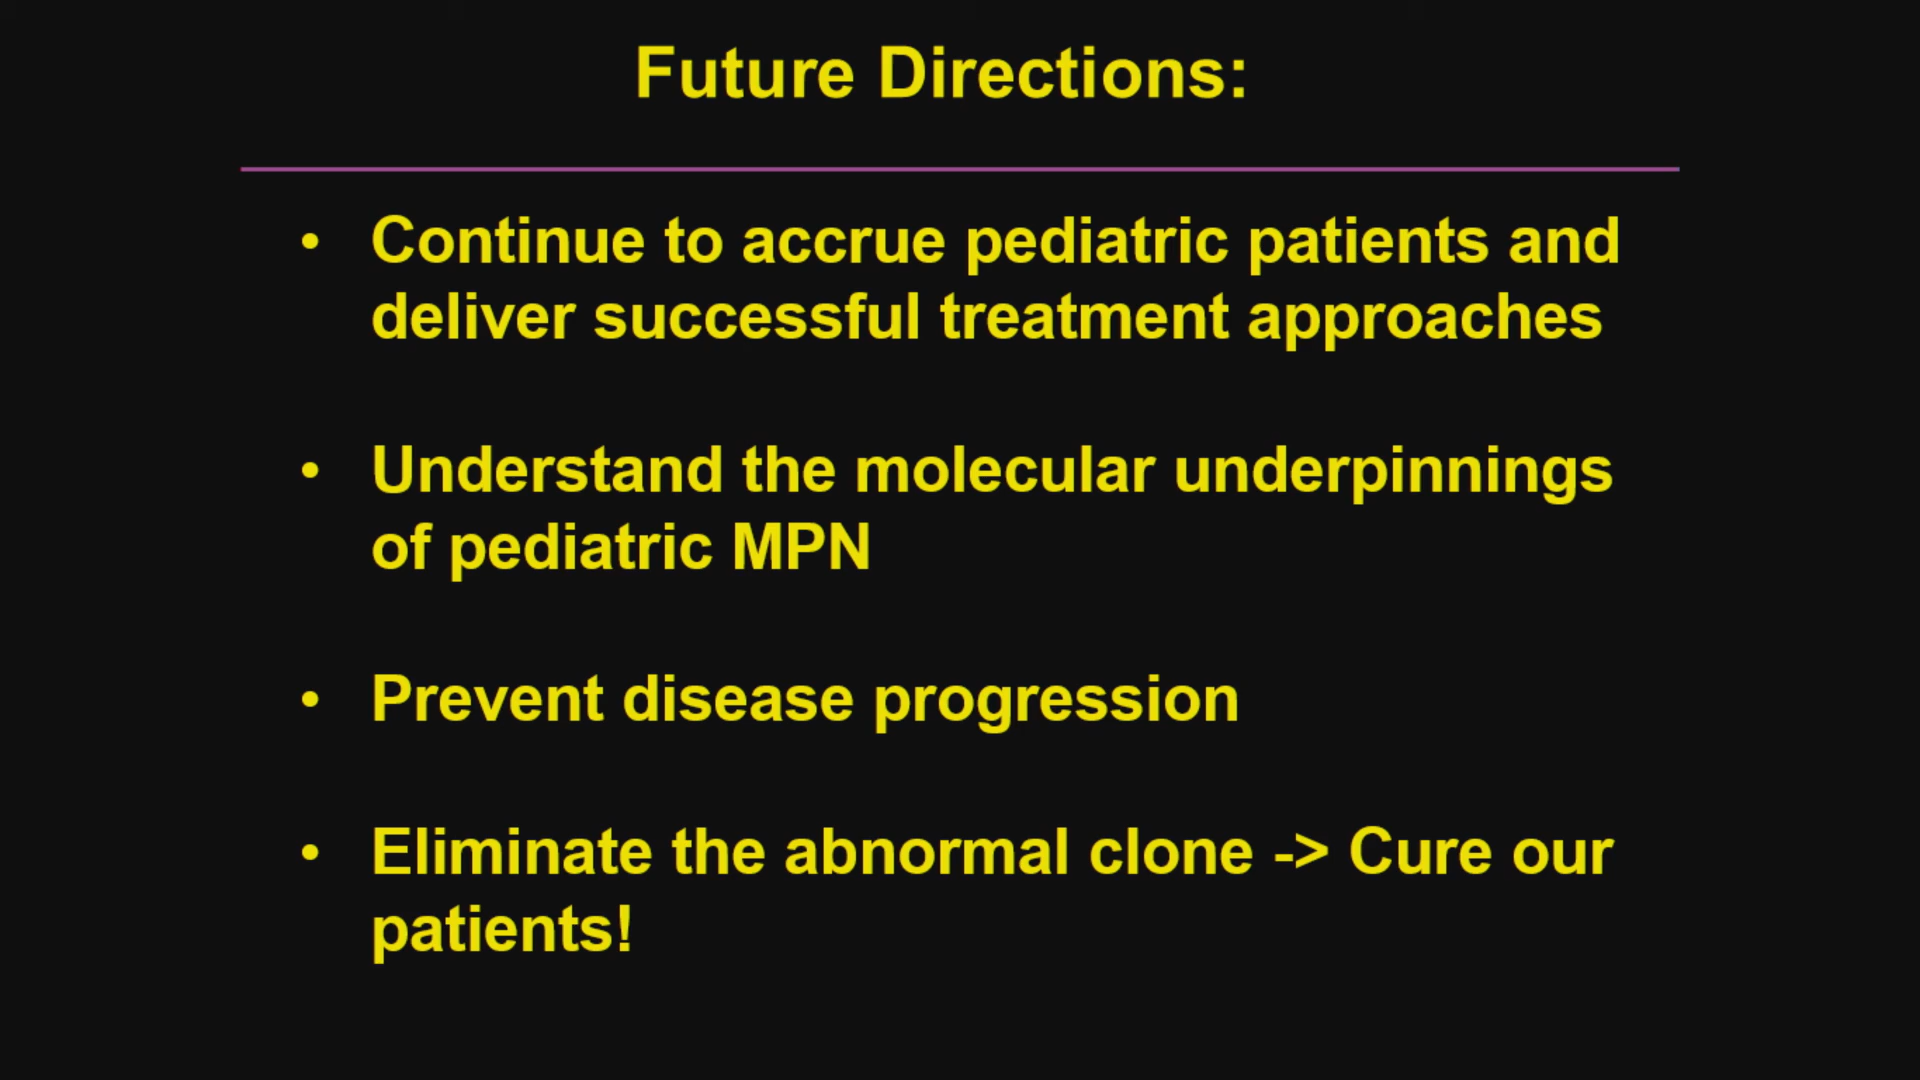 Future Directions:
• Continue to accrue pediatric patients and
deliver successful treatment approaches
• Understand the molecular underpinnings
of pediatric MPN
• Prevent disease progression
• Eliminate the abnormal clone -> Cure our
patients!